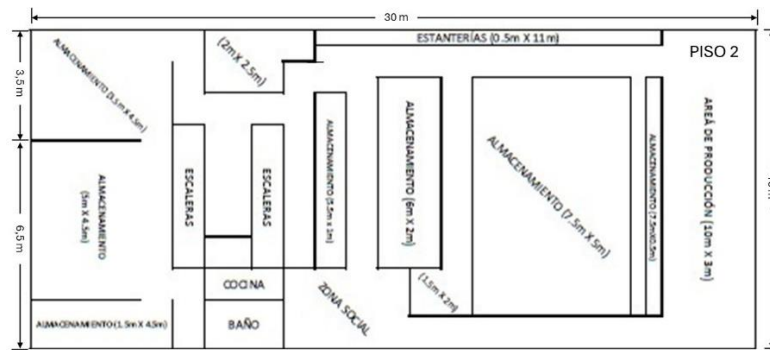 30 m
ESTANTERÍAS (0.5m X 11m)
PISO 2
(2m X 2.5m)
3,5 m
ALMACENAMIENTO (3.5m X 4.5m)
6,5 m
ALMACENAMIENTO
(5m X 4.5m)
ESCALERAS
ESCALERAS
ALMACENAMIENTO (5.5m x 1m)
ALMACENAMIENTO (6m X 2m)
ALMACENAMIENTO (7.5m X 5m)
ALMACENAMIENTO (7.5mX0.5m)
AREÁ DE PRODUCCIÓN (10m X 3m)
COCINA
(1.5m X 2m)
ZONA SOCIAL
ALMACENAMIENTO (1.5m X 4.5m)
BAÑO